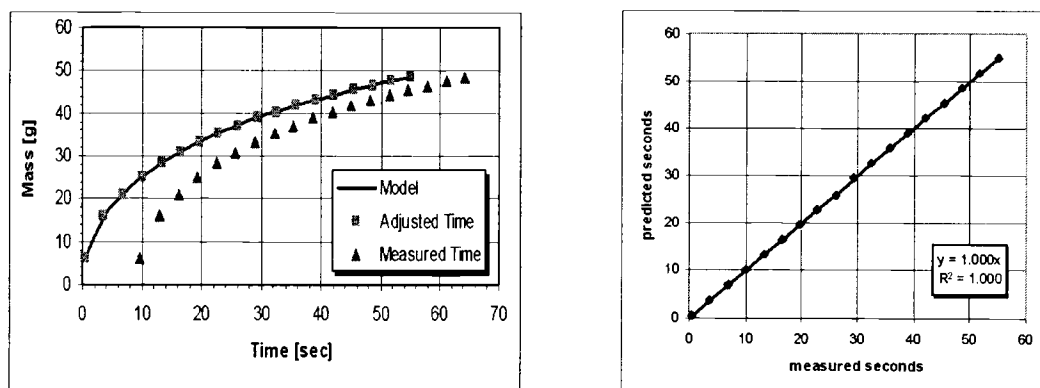 60
50
40
30
20
10
0
Mass [g]
Model
Adjusted Time
Measured Time
0 10 20 30 40 50 60 70
Time [sec]
60
50
40
30
20
10
0
predicted seconds
y = 1.000x
R² = 1.000
0 10 20 30 40 50 60
measured seconds